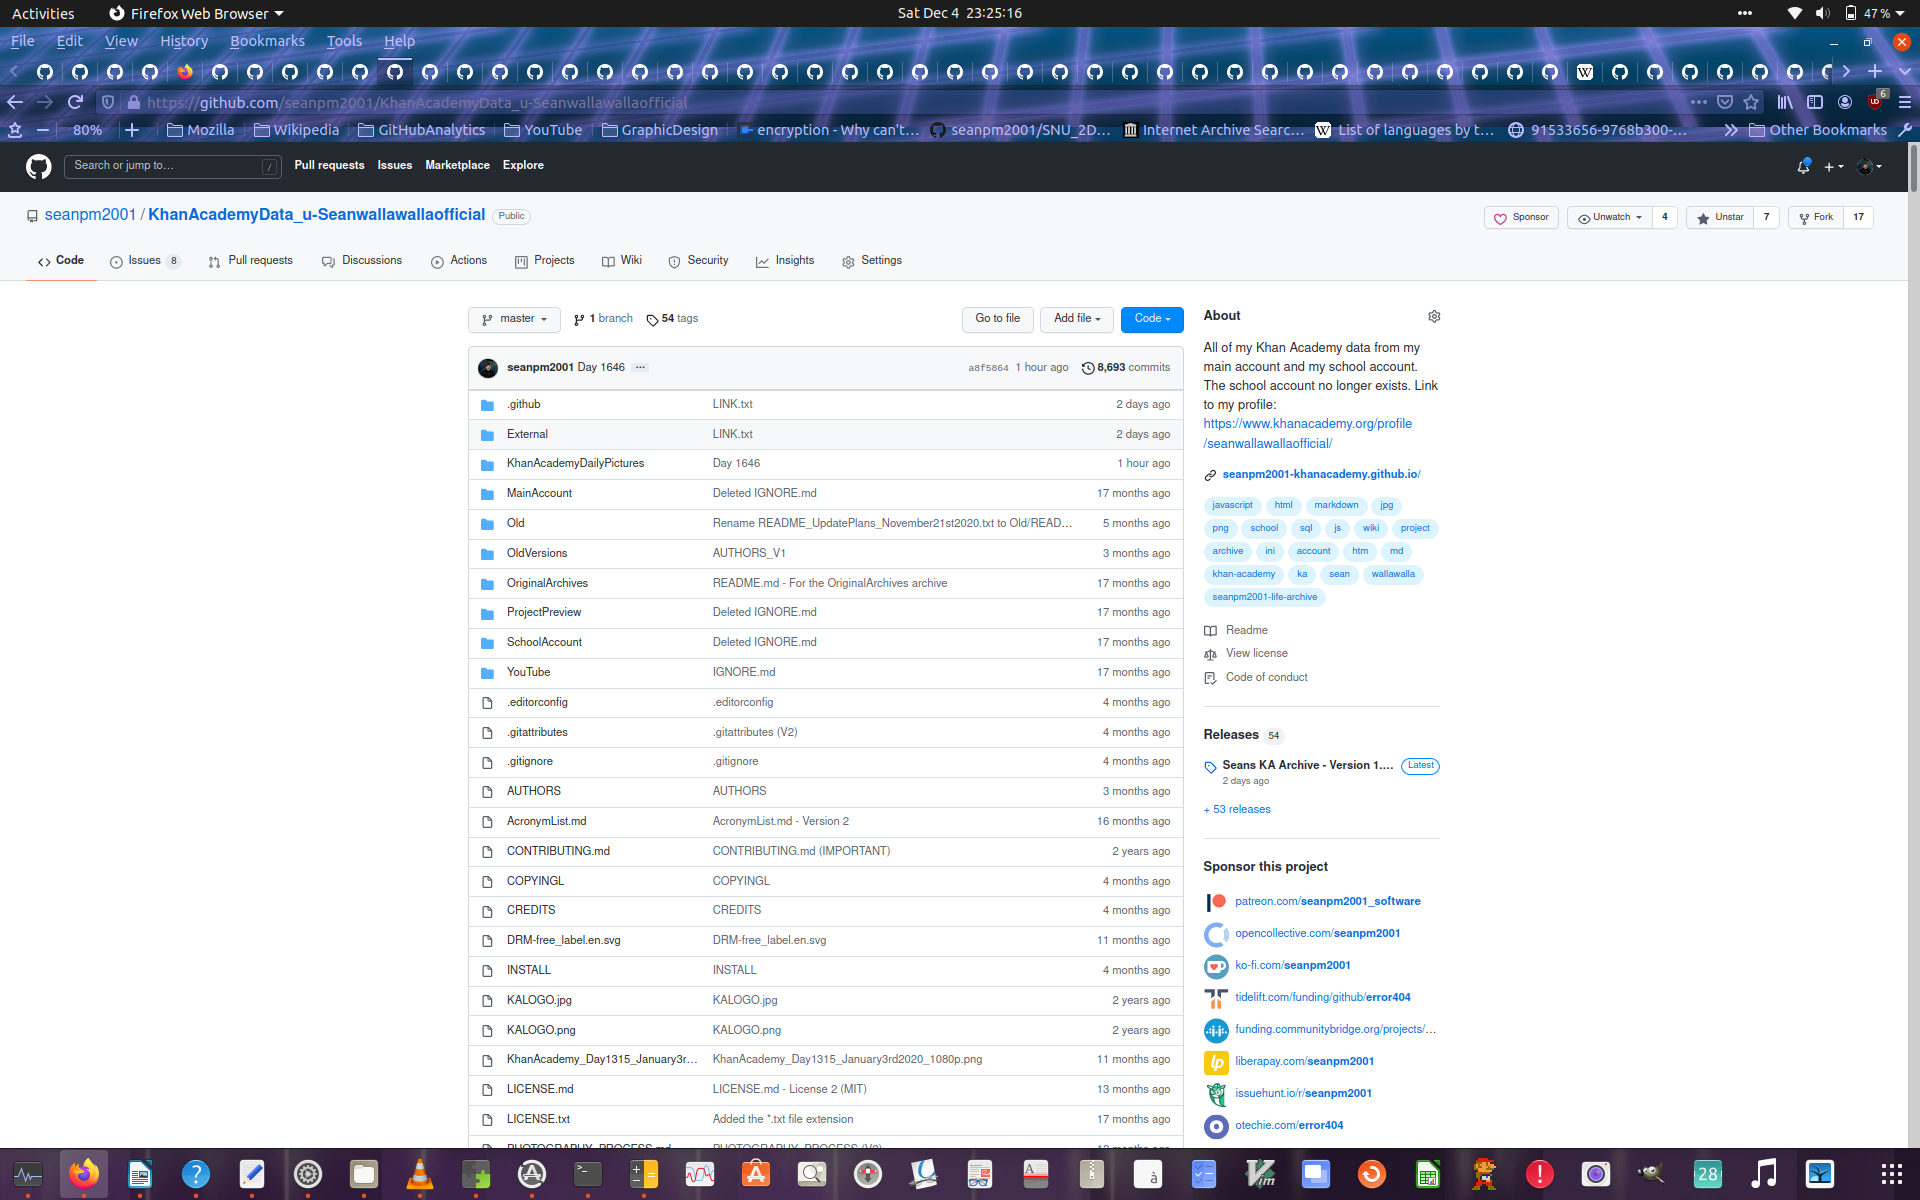 Activities Firefox Web Browser Sat Dec 4 23:25:16 47 %
File Edit View History Bookmarks Tools Help
https://github.com/seanpm2001/KhanAcademyData_u-Seanwallawallaofficial 6
80% Mozilla Wikipedia GitHubAnalytics YouTube GraphicDesign encryption - Why can't… seanpm2001/SNU_2D… Internet Archive Searc… List of languages by t… 91533656-9768b300-… Other Bookmarks
Search or jump to… / Pull requests Issues Marketplace Explore
seanpm2001 / KhanAcademyData_u-Seanwallawallaofficial Public Sponsor Unwatch 4 Unstar 7 Fork 17
Code Issues 8 Pull requests Discussions Actions Projects Wiki Security Insights Settings
master 1 branch 54 tags Go to file Add file Code
seanpm2001 Day 1646 … a8f5864 1 hour ago 8,693 commits
.github LINK.txt 2 days ago
External LINK.txt 2 days ago
KhanAcademyDailyPictures Day 1646 1 hour ago
MainAccount Deleted IGNORE.md 17 months ago
Old Rename README_UpdatePlans_November21st2020.txt to Old/READ… 5 months ago
OldVersions AUTHORS_V1 3 months ago
OriginalArchives README.md - For the OriginalArchives archive 17 months ago
ProjectPreview Deleted IGNORE.md 17 months ago
SchoolAccount Deleted IGNORE.md 17 months ago
YouTube IGNORE.md 17 months ago
.editorconfig .editorconfig 4 months ago
.gitattributes .gitattributes (V2) 4 months ago
.gitignore .gitignore 4 months ago
AUTHORS AUTHORS 3 months ago
AcronymList.md AcronymList.md - Version 2 16 months ago
CONTRIBUTING.md CONTRIBUTING.md (IMPORTANT) 2 years ago
COPYINGL COPYINGL 4 months ago
CREDITS CREDITS 4 months ago
DRM-free_label.en.svg DRM-free_label.en.svg 11 months ago
INSTALL INSTALL 4 months ago
KALOGO.jpg KALOGO.jpg 2 years ago
KALOGO.png KALOGO.png 2 years ago
KhanAcademy_Day1315_January3r… KhanAcademy_Day1315_January3rd2020_1080p.png 11 months ago
LICENSE.md LICENSE.md - License 2 (MIT) 13 months ago
LICENSE.txt Added the *.txt file extension 17 months ago
About
All of my Khan Academy data from my
main account and my school account.
The school account no longer exists. Link
to my profile:
https://www.khanacademy.org/profile
/seanwallawallaofficial/
seanpm2001-khanacademy.github.io/
javascript html markdown jpg
png school sql js wiki project
archive ini account htm md
khan-academy ka sean wallawalla
seanpm2001-life-archive
Readme
View license
Code of conduct
Releases 54
Seans KA Archive - Version 1.… Latest
2 days ago
+ 53 releases
Sponsor this project
patreon.com/seanpm2001_software
opencollective.com/seanpm2001
ko-fi.com/seanpm2001
tidelift.com/funding/github/error404
funding.communitybridge.org/projects/…
liberapay.com/seanpm2001
issuehunt.io/r/seanpm2001
otechie.com/error404
28